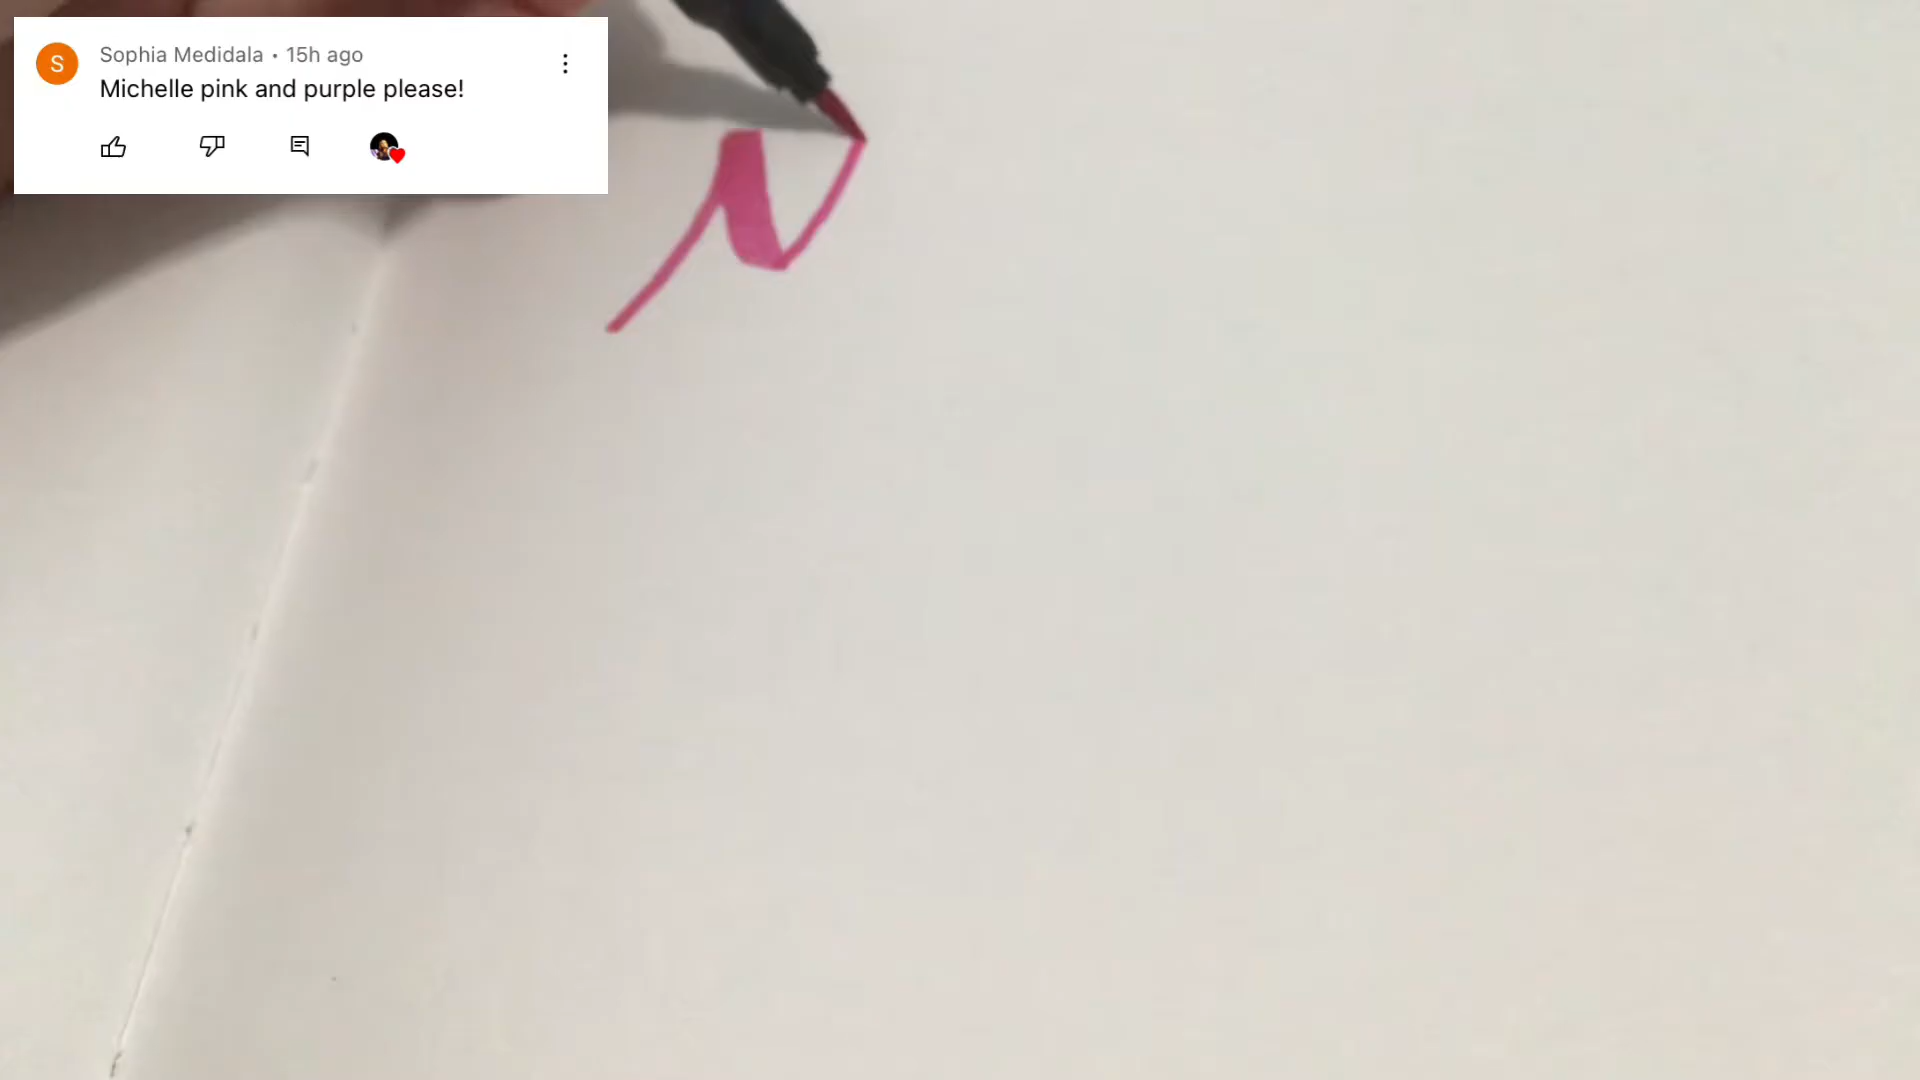 S
Sophia Medidala • 15h ago
Michelle pink and purple please!